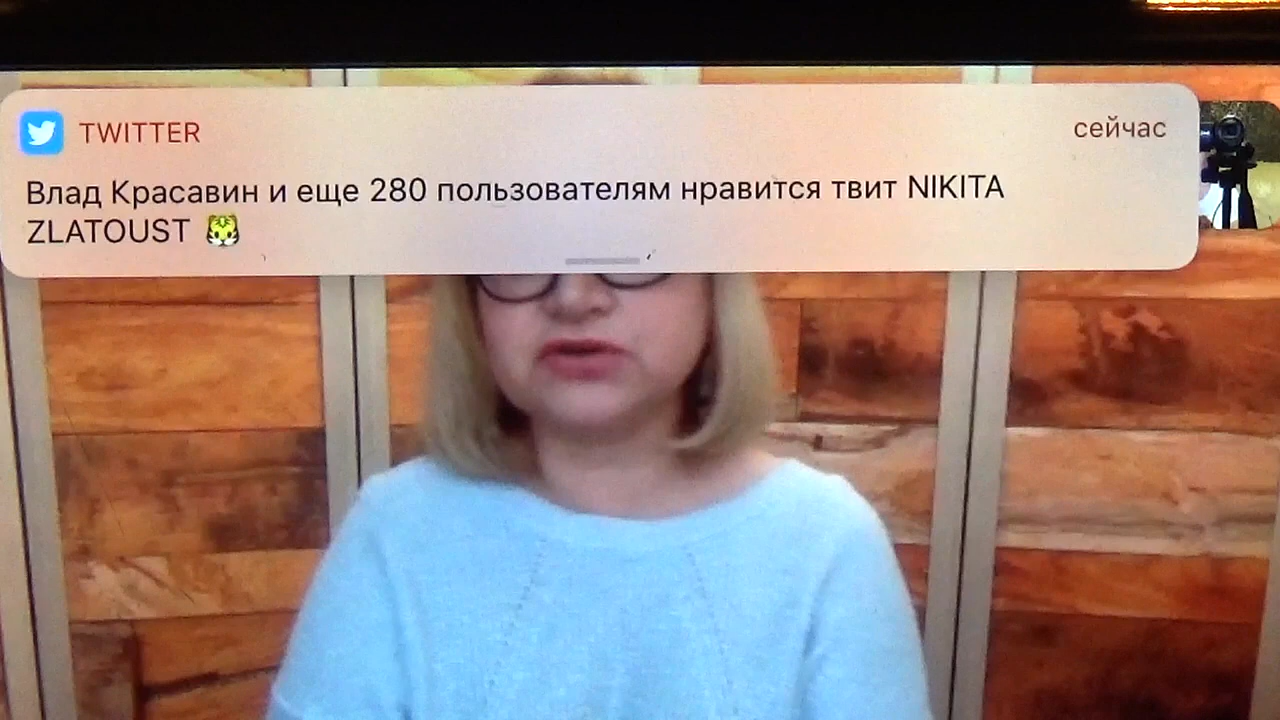 TWITTER
сейчас
Влад Красавин и еще 280 пользователям нравится твит NIKITA
ZLATOUST 🐯